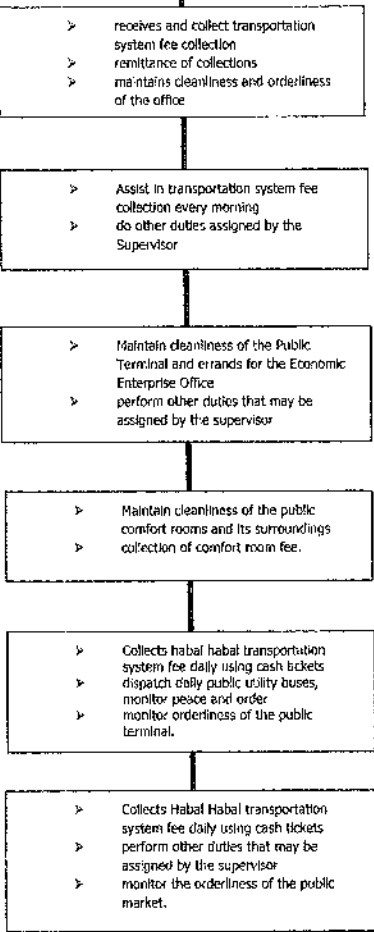 ➢ receives and collect transportation
system fee collection
➢ remittance of collections
➢ maintains cleanliness and orderliness
of the office
➢ Assist in transportation system fee
collection every morning
➢ do other duties assigned by the
Supervisor
➢ Maintain cleanliness of the Public
Terminal and errands for the Economic
Enterprise Office
➢ perform other duties that may be
assigned by the supervisor
➢ Maintain cleanliness of the public
comfort rooms and its surroundings
➢ collection of comfort room fee.
➢ Collects habal habal transportation
system fee daily using cash tickets
➢ dispatch daily public utility buses,
monitor peace and order
➢ monitor orderliness of the public
terminal.
➢ Collects Habal Habal transportation
system fee daily using cash tickets
➢ perform other duties that may be
assigned by the supervisor
➢ monitor the orderliness of the public
market.